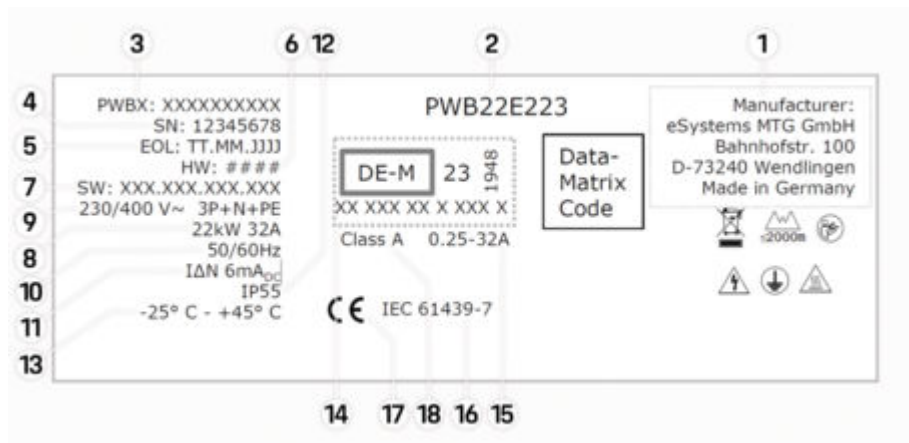 3 6 12 2 1
4
5
7
9
8
10
11
13
PWBX: XXXXXXXXXX
SN: 12345678
EOL: TT.MM.JJJJ
HW: ####
SW: XXX.XXX.XXX.XXX
230/400 V~ 3P+N+PE
22kW 32A
50/60Hz
IΔN 6mADC
IP55
-25° C - +45° C
PWB22E223
DE-M 23 1948
XX XXX XX X XXX X
Class A 0.25-32A
CE IEC 61439-7
Data-
Matrix
Code
Manufacturer:
eSystems MTG GmbH
Bahnhofstr. 100
D-73240 Wendlingen
Made in Germany
≤2000m
14 17 18 16 15